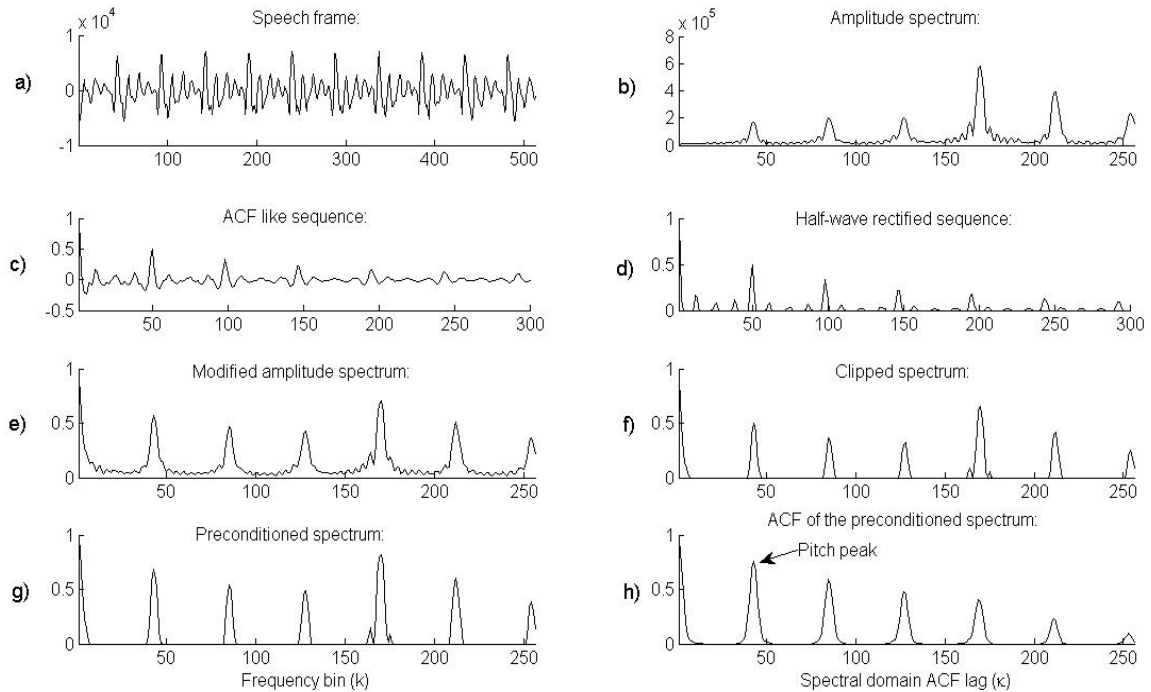 Speech frame:
x 10^4
a)
1
0
-1
100 200 300 400 500
Amplitude spectrum:
x 10^5
b)
8
6
4
2
0
50 100 150 200 250
ACF like sequence:
c)
1
0.5
0
-0.5
50 100 150 200 250 300
Half-wave rectified sequence:
d)
1
0.5
0
50 100 150 200 250 300
Modified amplitude spectrum:
e)
1
0.5
0
50 100 150 200 250
Clipped spectrum:
f)
1
0.5
0
50 100 150 200 250
Preconditioned spectrum:
g)
1
0.5
0
50 100 150 200 250
Frequency bin (k)
ACF of the preconditioned spectrum:
Pitch peak
h)
1
0.5
0
50 100 150 200 250
Spectral domain ACF lag (κ)